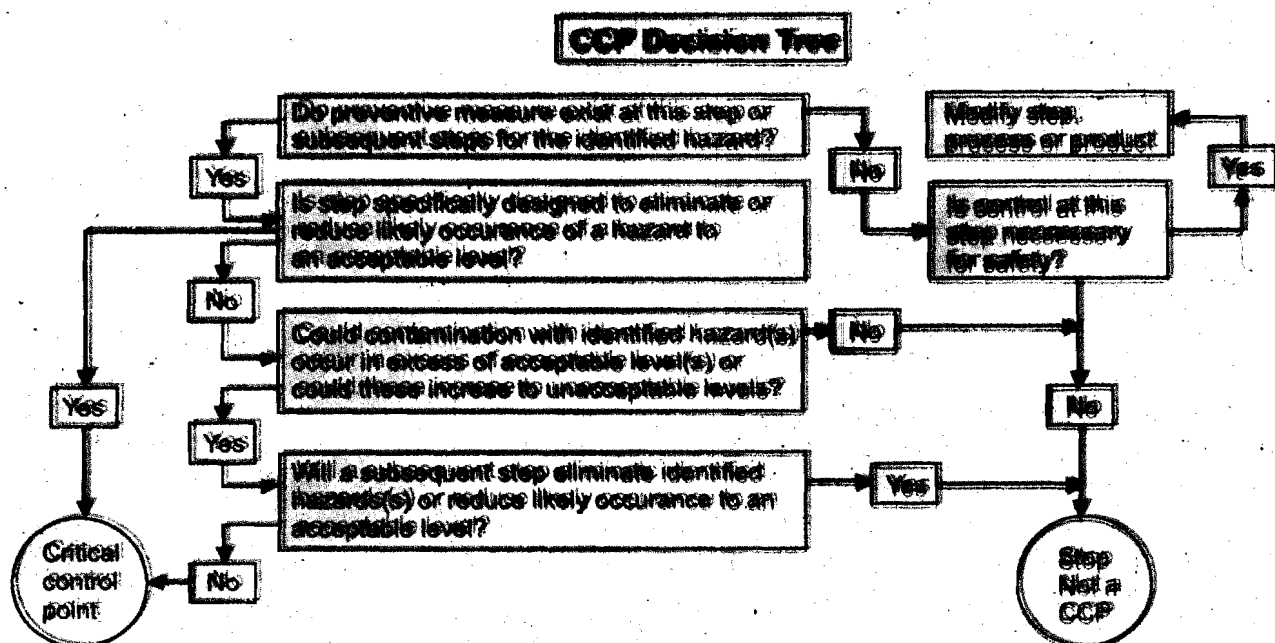 CCP Decision Tree
Do preventive measure exist at this step or
subsequent steps for the identified hazard?
Yes
No
Modify step,
process or product
Yes
Is step specifically designed to eliminate or
reduce likely occurance of a hazard to
an acceptable level?
Is control at this
step necessary
for safety?
No
Could contamination with identified hazard(s)
occur in excess of acceptable level(s) or
could these increase to unacceptable levels?
No
Yes
No
Yes
Will a subsequent step eliminate identified
hazards(s) or reduce likely occurance to an
acceptable level?
Yes
No
Critical
control
point
Stop
Not a
CCP